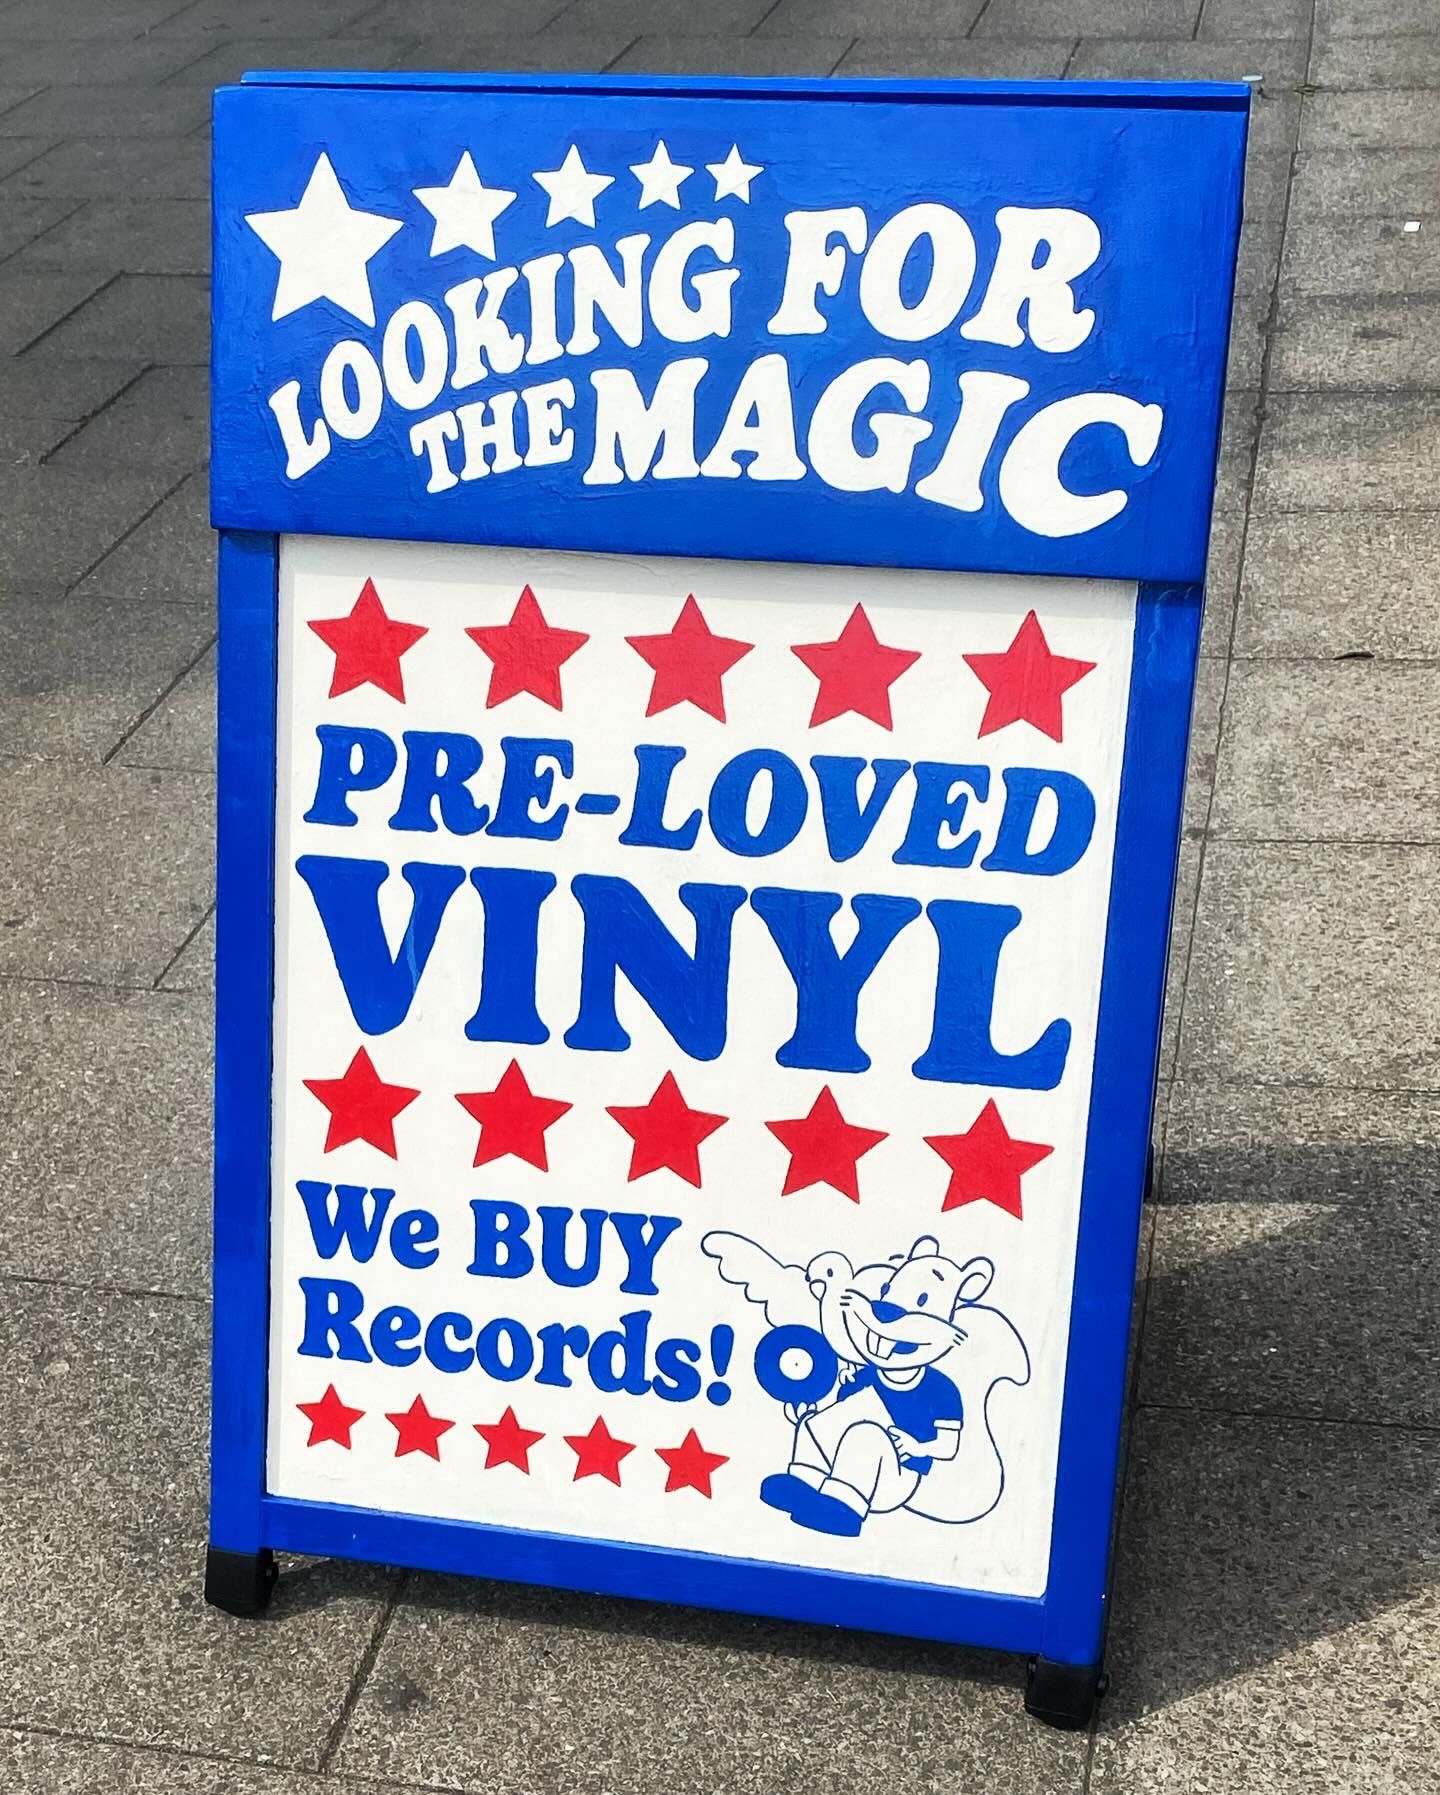 LOOKING FOR
THE MAGIC
PRE-LOVED
VINYL
We BUY
Records!